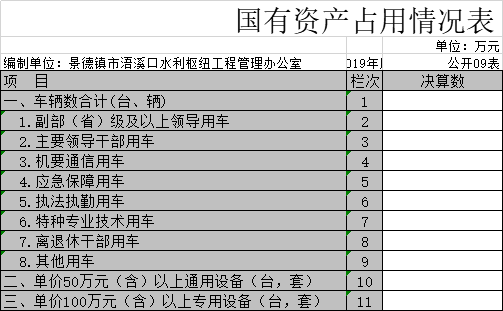 国有资产占用情况表
单位：万元
编制单位：景德镇市浯溪口水利枢纽工程管理办公室 019年 公开09表
项 目 栏次 决算数
一、车辆数合计(台、辆) 1
1.副部（省）级及以上领导用车 2
2.主要领导干部用车 3
3.机要通信用车 4
4.应急保障用车 5
5.执法执勤用车 6
6.特种专业技术用车 7
7.离退休干部用车 8
8.其他用车 9
二、单价50万元（含）以上通用设备（台，套） 10
三、单价100万元（含）以上专用设备（台，套） 11